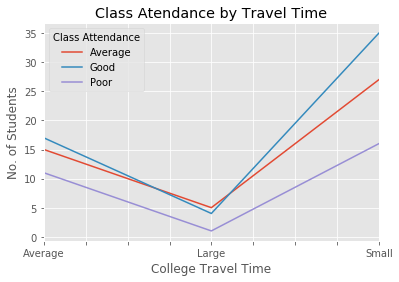 Class Atendance by Travel Time
Class Attendance
Average
Good
Poor
35
30
25
20
15
10
5
0
No. of Students
Average
Large
Small
College Travel Time